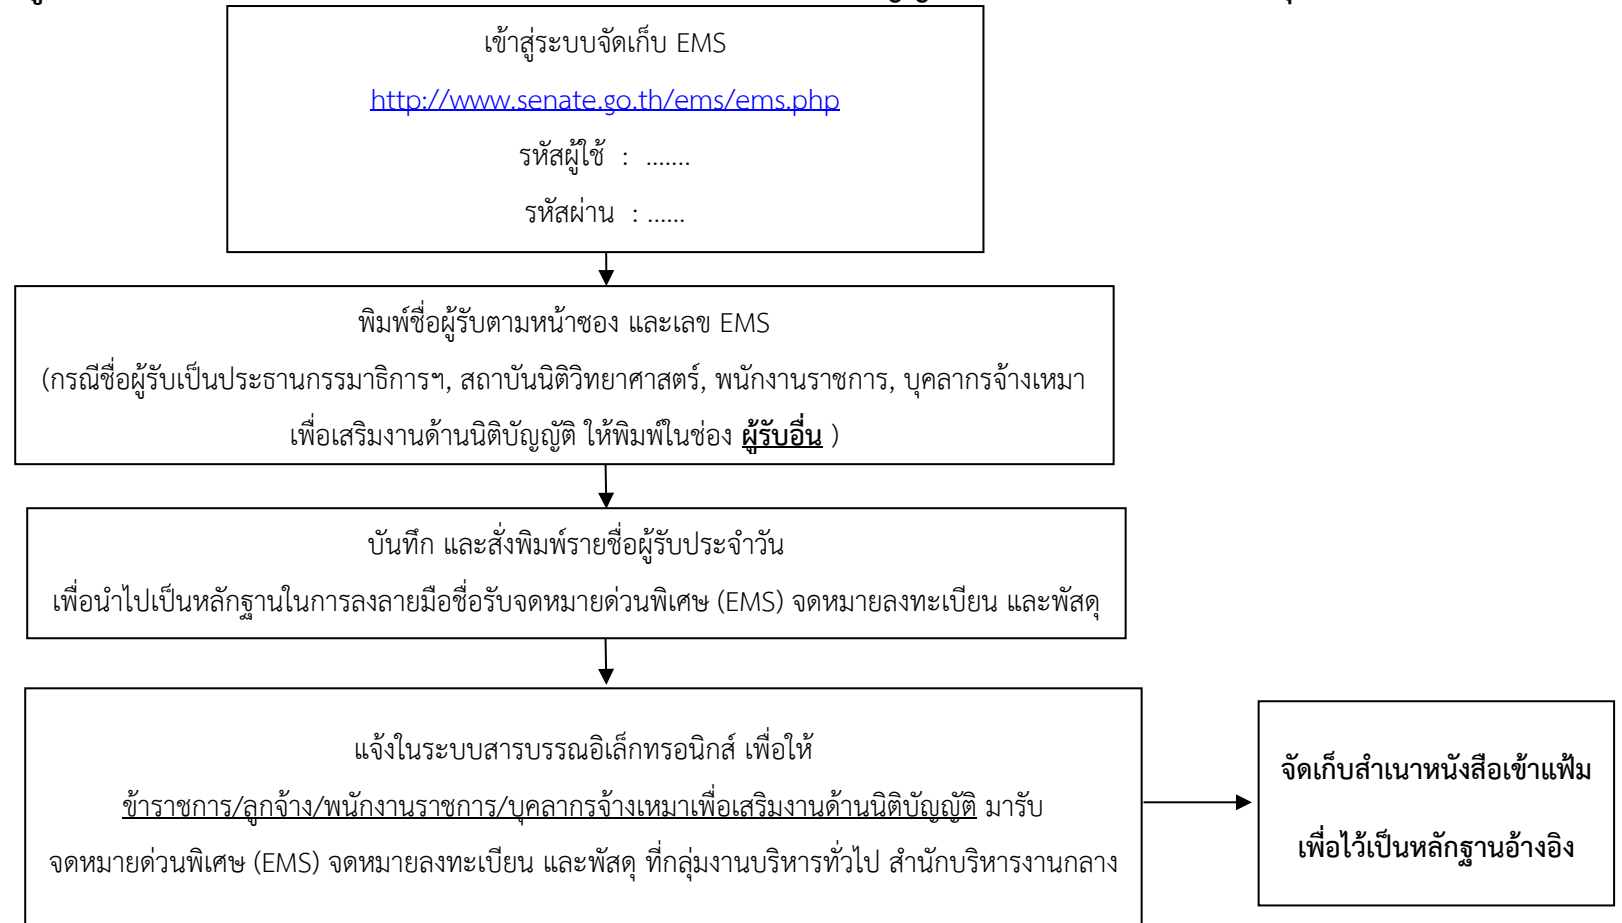 เข้าสู่ระบบจัดเก็บ EMS
http://www.senate.go.th/ems/ems.php
รหัสผู้ใช้ : .......
รหัสผ่าน : ......
พิมพ์ชื่อผู้รับตามหน้าซอง และเลข EMS
(กรณีชื่อผู้รับเป็นประธานกรรมาธิการฯ, สถาบันนิติวิทยาศาสตร์, พนักงานราชการ, บุคลากรจ้างเหมา
เพื่อเสริมงานด้านนิติบัญญัติ ให้พิมพ์ในช่อง ผู้รับอื่น )
บันทึก และสั่งพิมพ์รายชื่อผู้รับประจำวัน
เพื่อนำไปเป็นหลักฐานในการลงลายมือชื่อรับจดหมายด่วนพิเศษ (EMS) จดหมายลงทะเบียน และพัสดุ
แจ้งในระบบสารบรรณอิเล็กทรอนิกส์ เพื่อให้
ข้าราชการ/ลูกจ้าง/พนักงานราชการ/บุคลากรจ้างเหมาเพื่อเสริมงานด้านนิติบัญญัติ มารับ
จดหมายด่วนพิเศษ (EMS) จดหมายลงทะเบียน และพัสดุ ที่กลุ่มงานบริหารทั่วไป สำนักบริหารงานกลาง
จัดเก็บสำเนาหนังสือเข้าแฟ้ม
เพื่อไว้เป็นหลักฐานอ้างอิง